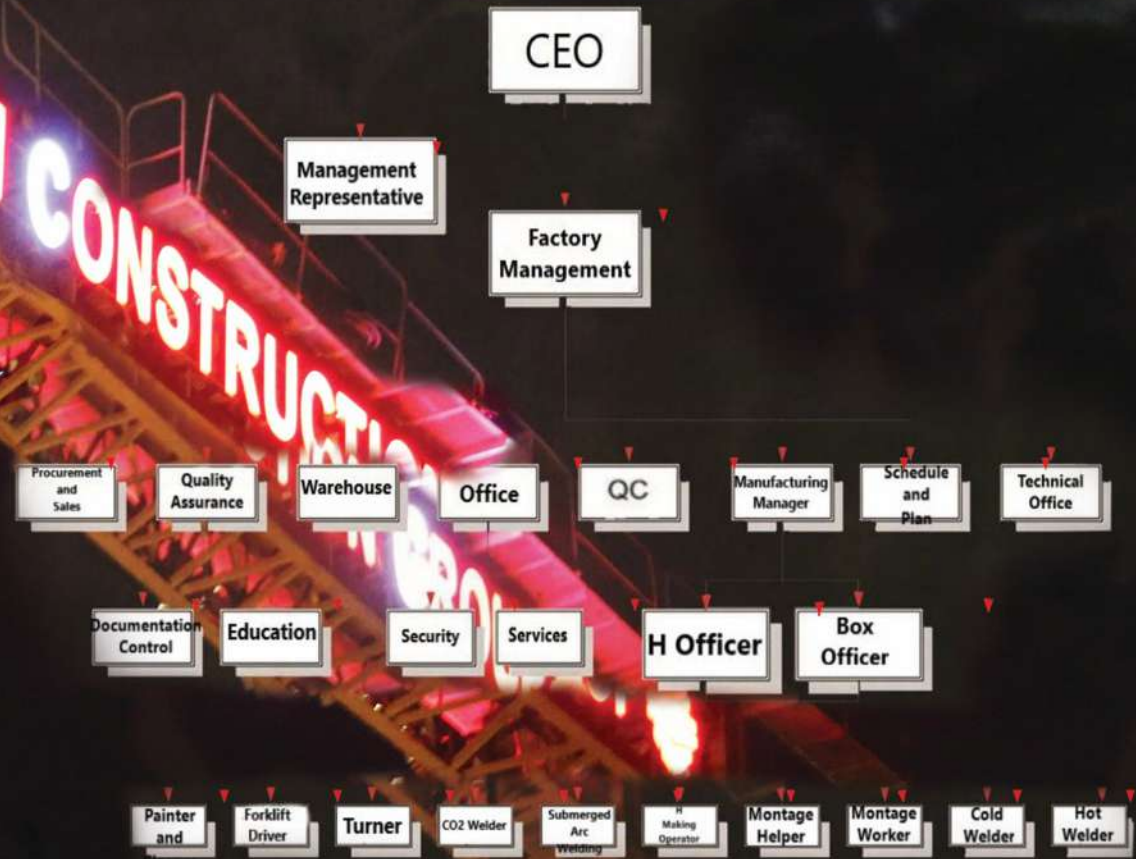 CEO
Management
Representative
Factory
Management
CONSTRUCTION GROUP
Procurement
and
Sales
Quality
Assurance
Warehouse
Office
QC
Manufacturing
Manager
Schedule
and
Plan
Technical
Office
Documentation
Control
Education
Security
Services
H Officer
Box
Officer
Painter
and
Forklift
Driver
Turner
CO2 Welder
Submerged
Arc
Welding
H
Making
Operator
Montage
Helper
Montage
Worker
Cold
Welder
Hot
Welder